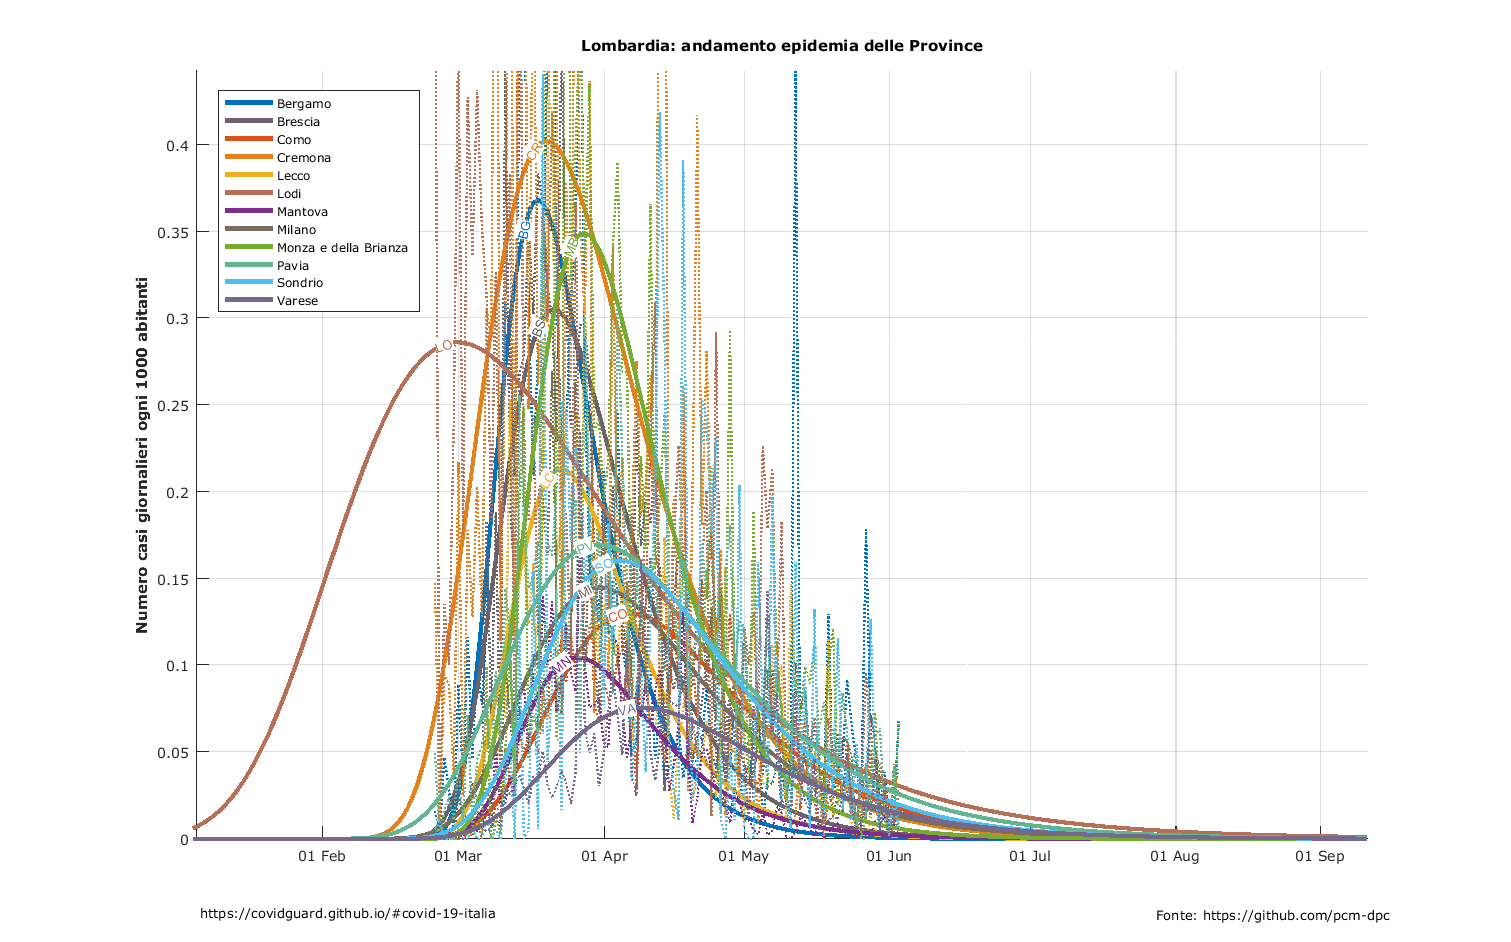 Lombardia: andamento epidemia delle Province
Numero casi giornalieri ogni 1000 abitanti
Bergamo
Brescia
Como
Cremona
Lecco
Lodi
Mantova
Milano
Monza e della Brianza
Pavia
Sondrio
Varese
0.4
0.35
0.3
0.25
0.2
0.15
0.1
0.05
0
CR
BG
MB
BS
LO
PV
SO
MI
CO
MN
VA
01 Feb
01 Mar
01 Apr
01 May
01 Jun
01 Jul
01 Aug
01 Sep
https://covidguard.github.io/#covid-19-italia
Fonte: https://github.com/pcm-dpc